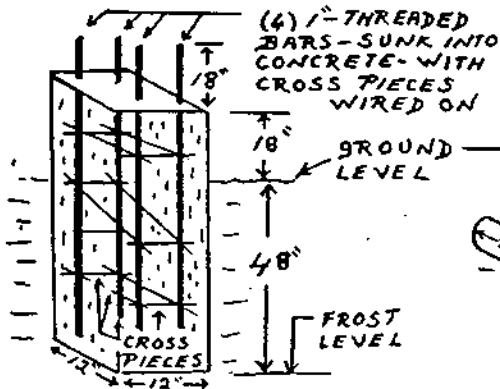 (4) 1"-THREADED
BARS-SUNK INTO
CONCRETE-WITH
CROSS PIECES
WIRED ON
18"
18"
GROUND
LEVEL
48"
FROST
LEVEL
CROSS
PIECES
12"
12"